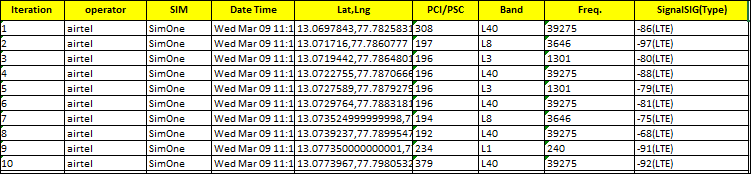 Iteration operator SIM Date Time Lat,Lng PCI/PSC Band Freq. SignalSIG(Type)
1 airtel SimOne Wed Mar 09 11:1 13.0697843,77.7825831 308 L40 39275 -86(LTE)
2 airtel SimOne Wed Mar 09 11:1 13.071716,77.7860777 197 L8 3646 -97(LTE)
3 airtel SimOne Wed Mar 09 11:1 13.0719442,77.7864801 196 L3 1301 -80(LTE)
4 airtel SimOne Wed Mar 09 11:1 13.0722755,77.7870666 196 L40 39275 -88(LTE)
5 airtel SimOne Wed Mar 09 11:1 13.0727589,77.7879275 196 L3 1301 -79(LTE)
6 airtel SimOne Wed Mar 09 11:1 13.0729764,77.7883181 196 L40 39275 -81(LTE)
7 airtel SimOne Wed Mar 09 11:1 13.073524999999998,7 194 L8 3646 -75(LTE)
8 airtel SimOne Wed Mar 09 11:1 13.0739237,77.7899547 192 L40 39275 -68(LTE)
9 airtel SimOne Wed Mar 09 11:1 13.077350000000001,7 234 L1 240 -91(LTE)
10 airtel SimOne Wed Mar 09 11:1 13.0773967,77.7980532 379 L40 39275 -92(LTE)